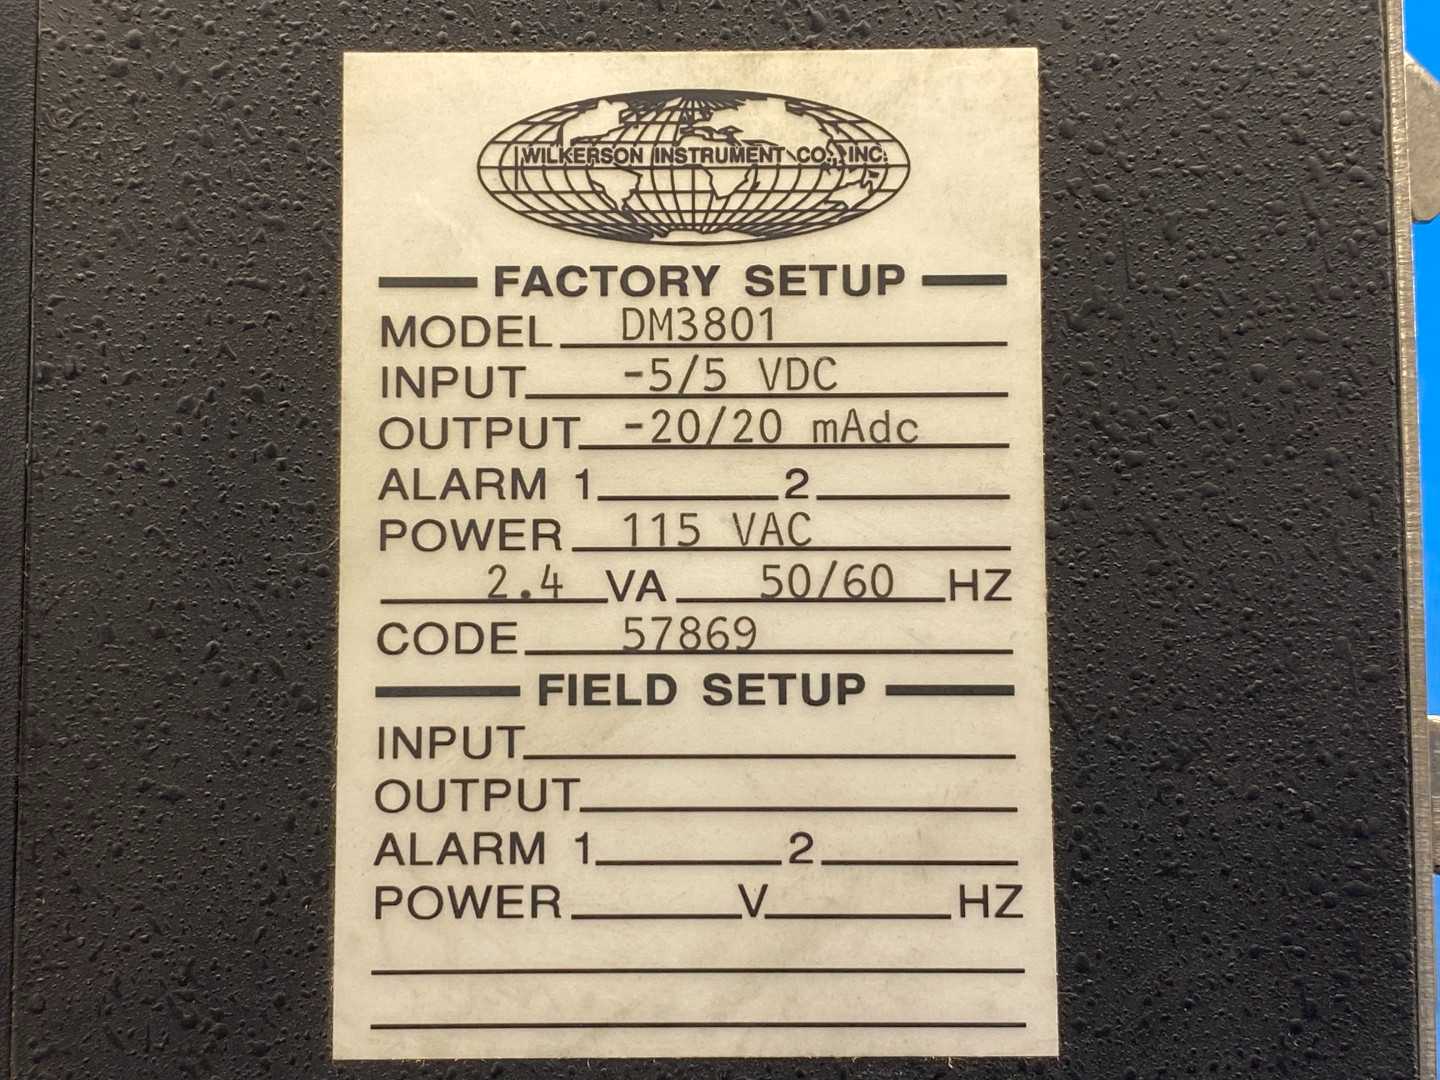 WILKERSON INSTRUMENT CO., INC.
FACTORY SETUP
MODEL DM3801
INPUT -5/5 VDC
OUTPUT -20/20 mAdc
ALARM 1 2
POWER 115 VAC
2.4 VA 50/60 HZ
CODE 57869
FIELD SETUP
INPUT
OUTPUT
ALARM 1 2
POWER V HZ